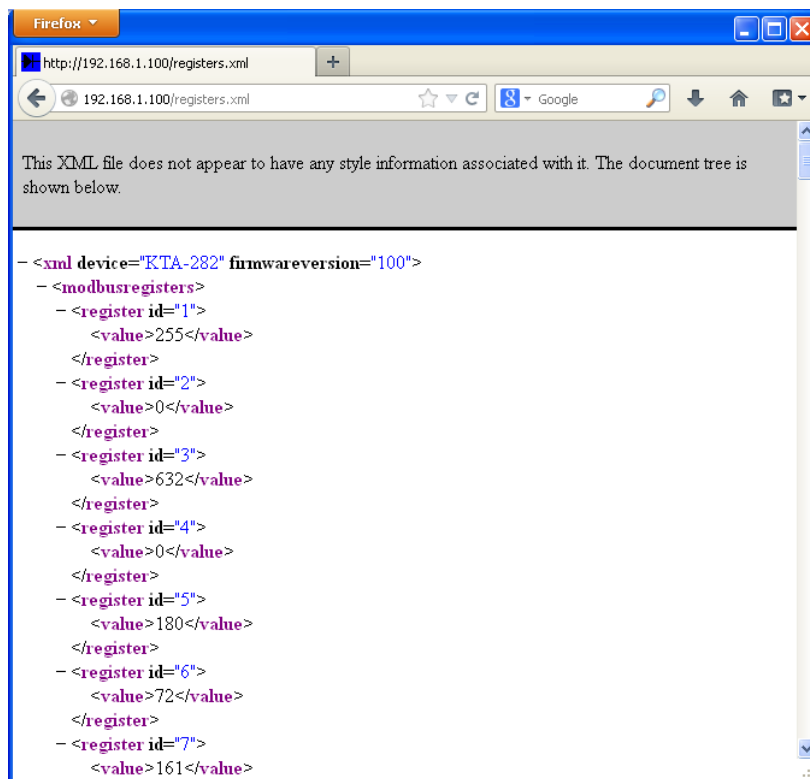 Firefox
http://192.168.1.100/registers.xml
192.168.1.100/registers.xml
Google
This XML file does not appear to have any style information associated with it. The document tree is
shown below.
− <xml device="KTA-282" firmwareversion="100">
− <modbusregisters>
− <register id="1">
<value>255</value>
</register>
− <register id="2">
<value>0</value>
</register>
− <register id="3">
<value>632</value>
</register>
− <register id="4">
<value>0</value>
</register>
− <register id="5">
<value>180</value>
</register>
− <register id="6">
<value>72</value>
</register>
− <register id="7">
<value>161</value>